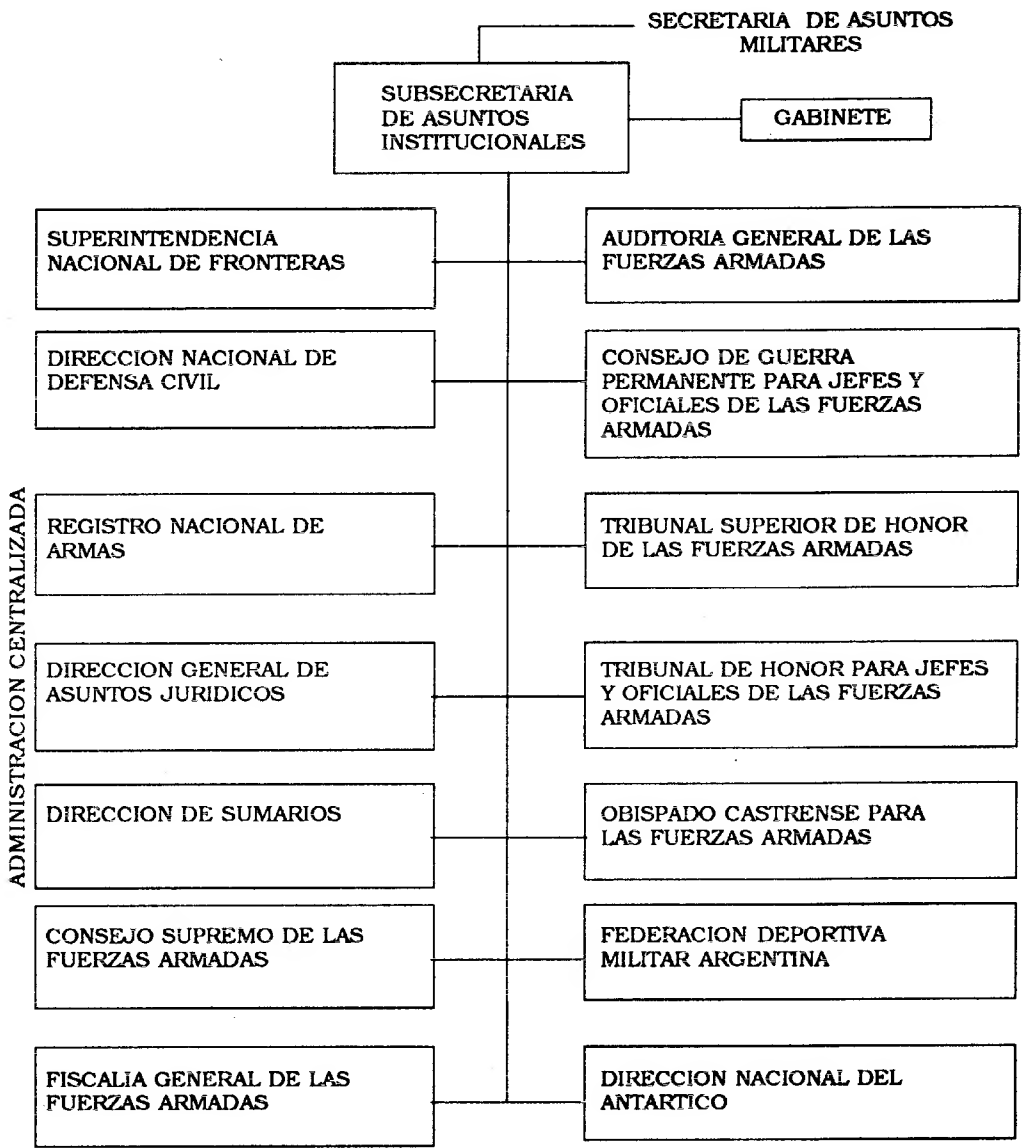 SECRETARIA DE ASUNTOS
MILITARES
SUBSECRETARIA
DE ASUNTOS
INSTITUCIONALES
GABINETE
ADMINISTRACION CENTRALIZADA
SUPERINTENDENCIA
NACIONAL DE FRONTERAS
AUDITORIA GENERAL DE LAS
FUERZAS ARMADAS
DIRECCION NACIONAL DE
DEFENSA CIVIL
CONSEJO DE GUERRA
PERMANENTE PARA JEFES Y
OFICIALES DE LAS FUERZAS
ARMADAS
REGISTRO NACIONAL DE
ARMAS
TRIBUNAL SUPERIOR DE HONOR
DE LAS FUERZAS ARMADAS
DIRECCION GENERAL DE
ASUNTOS JURIDICOS
TRIBUNAL DE HONOR PARA JEFES
Y OFICIALES DE LAS FUERZAS
ARMADAS
DIRECCION DE SUMARIOS
OBISPADO CASTRENSE PARA
LAS FUERZAS ARMADAS
CONSEJO SUPREMO DE LAS
FUERZAS ARMADAS
FEDERACION DEPORTIVA
MILITAR ARGENTINA
FISCALIA GENERAL DE LAS
FUERZAS ARMADAS
DIRECCION NACIONAL DEL
ANTARTICO